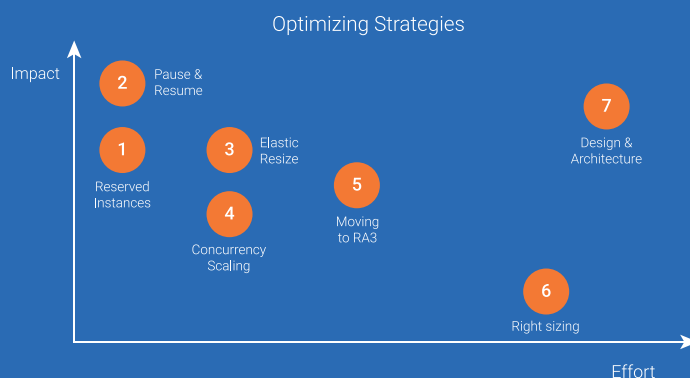 Optimizing Strategies
Impact
2
Pause &
Resume
1
Reserved
Instances
3
Elastic
Resize
4
Concurrency
Scaling
5
Moving
to RA3
7
Design &
Architecture
6
Right sizing
Effort